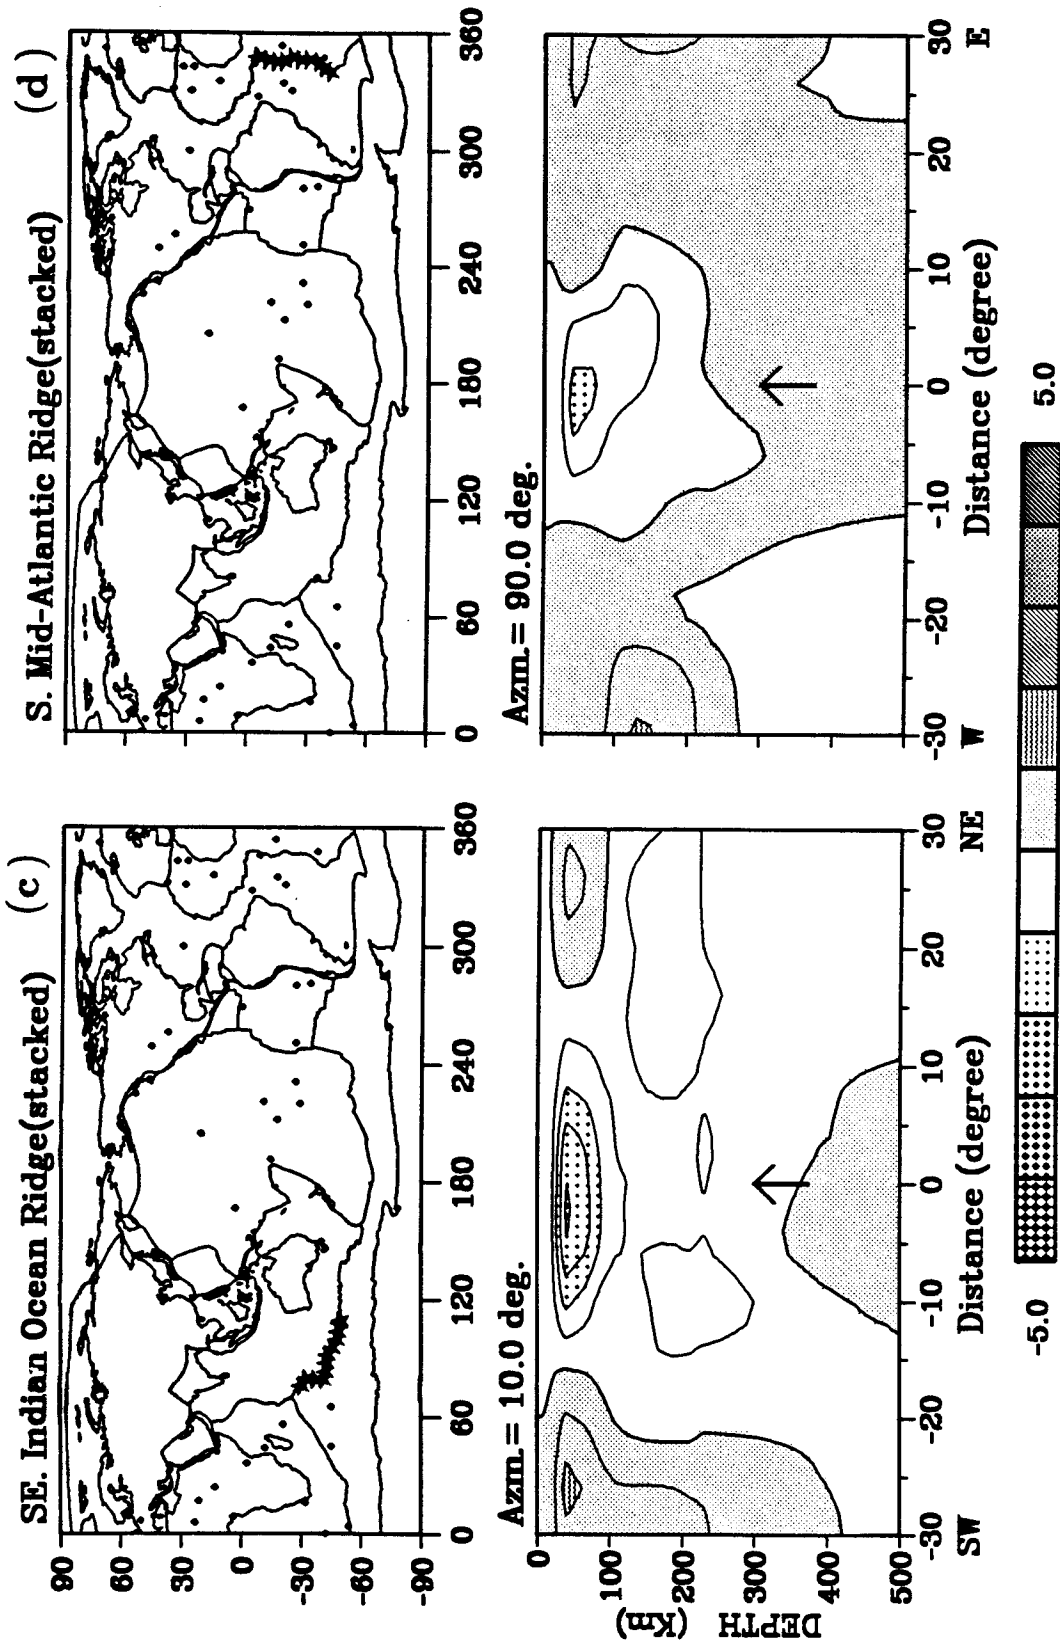 SE. Indian Ocean Ridge(stacked) (c)
90
60
30
0
-30
-60
-90
0 60 120 180 240 300 360
S. Mid-Atlantic Ridge(stacked) (d)
0 60 120 180 240 300 360
Azm.= 10.0 deg.
0
100
200
300
400
500
DEPTH
(Km)
-30 -20 -10 0 10 20 30
SW Distance (degree) NE
Azm.= 90.0 deg.
-30 -20 -10 0 10 20 30
W Distance (degree) E
-5.0 5.0